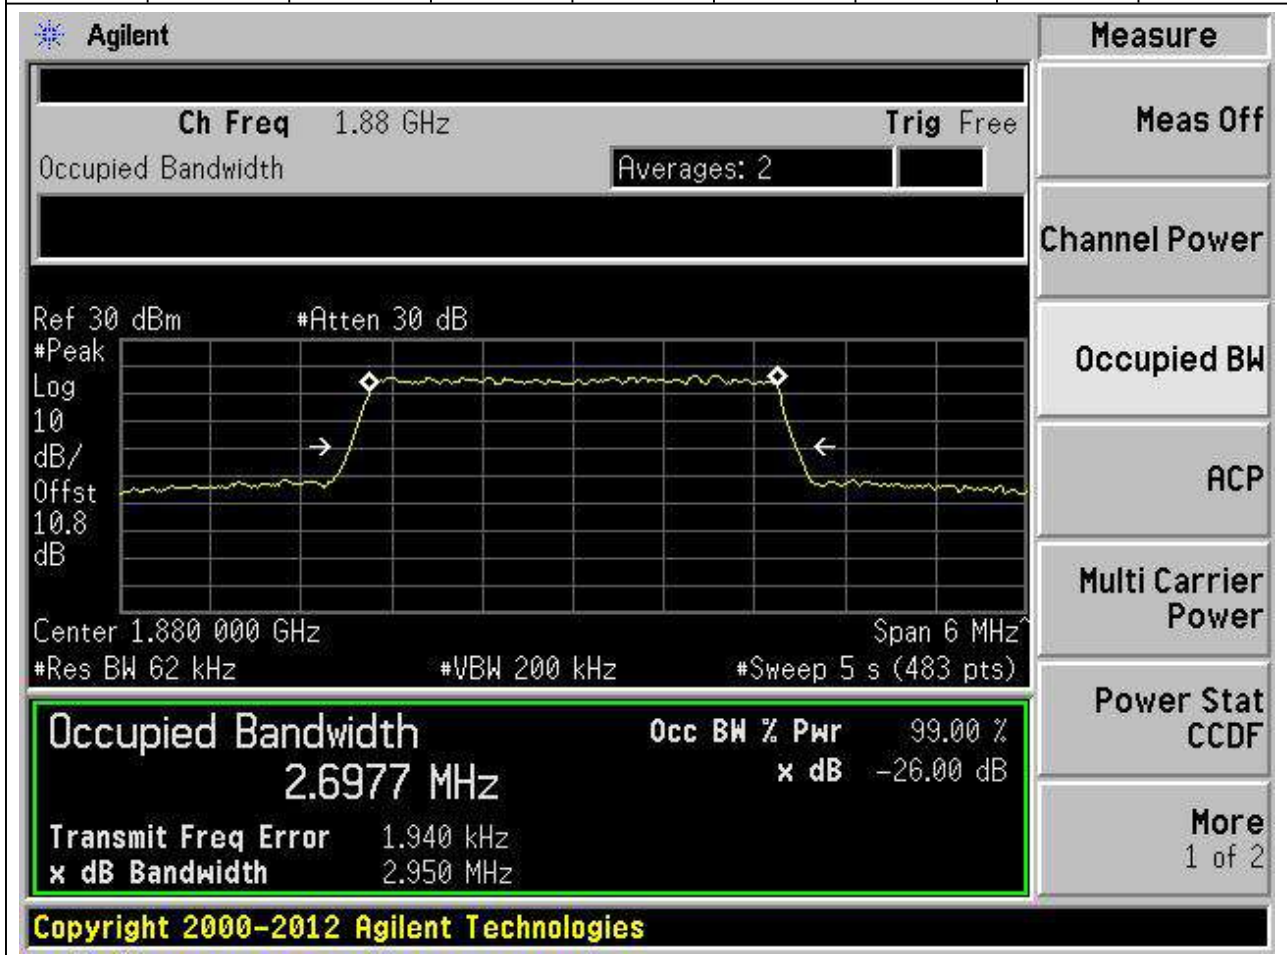 Agilent
Measure
Ch Freq 1.88 GHz Trig Free
Occupied Bandwidth Averages: 2
Meas Off
Channel Power
Occupied BW
ACP
Multi Carrier
Power
Power Stat
CCDF
More
1 of 2
Ref 30 dBm #Atten 30 dB
#Peak
Log
10
dB/
Offst
10.8
dB
Center 1.880 000 GHz Span 6 MHz^
#Res BW 62 kHz #VBW 200 kHz #Sweep 5 s (483 pts)
Occupied Bandwidth Occ BW % Pwr 99.00 %
2.6977 MHz x dB -26.00 dB
Transmit Freq Error 1.940 kHz
x dB Bandwidth 2.950 MHz
Copyright 2000-2012 Agilent Technologies